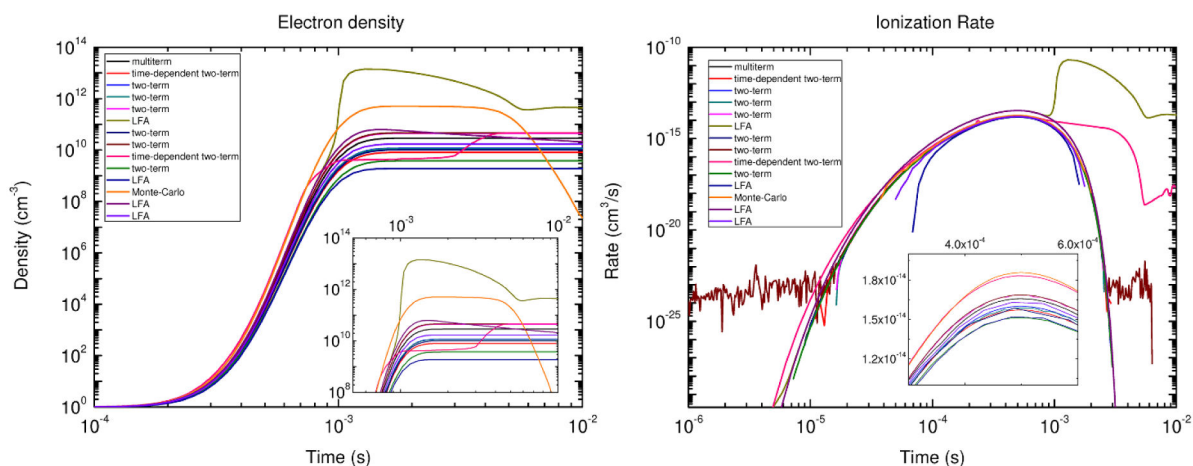 Electron density
10^14
10^12
10^10
10^8
10^6
10^4
10^2
10^0
Density (cm^-3)
multiterm
time-dependent two-term
two-term
two-term
two-term
LFA
two-term
two-term
time-dependent two-term
two-term
LFA
Monte-Carlo
LFA
LFA
10^-3
10^-2
10^14
10^12
10^10
10^8
10^-4
10^-3
10^-2
Time (s)
Ionization Rate
10^-10
10^-15
10^-20
10^-25
Rate (cm^3/s)
multiterm
time-dependent two-term
two-term
two-term
two-term
LFA
two-term
two-term
time-dependent two-term
two-term
LFA
Monte-Carlo
LFA
LFA
4.0x10^-4
6.0x10^-4
1.8x10^-14
1.5x10^-14
1.2x10^-14
10^-6
10^-5
10^-4
10^-3
10^-2
Time (s)